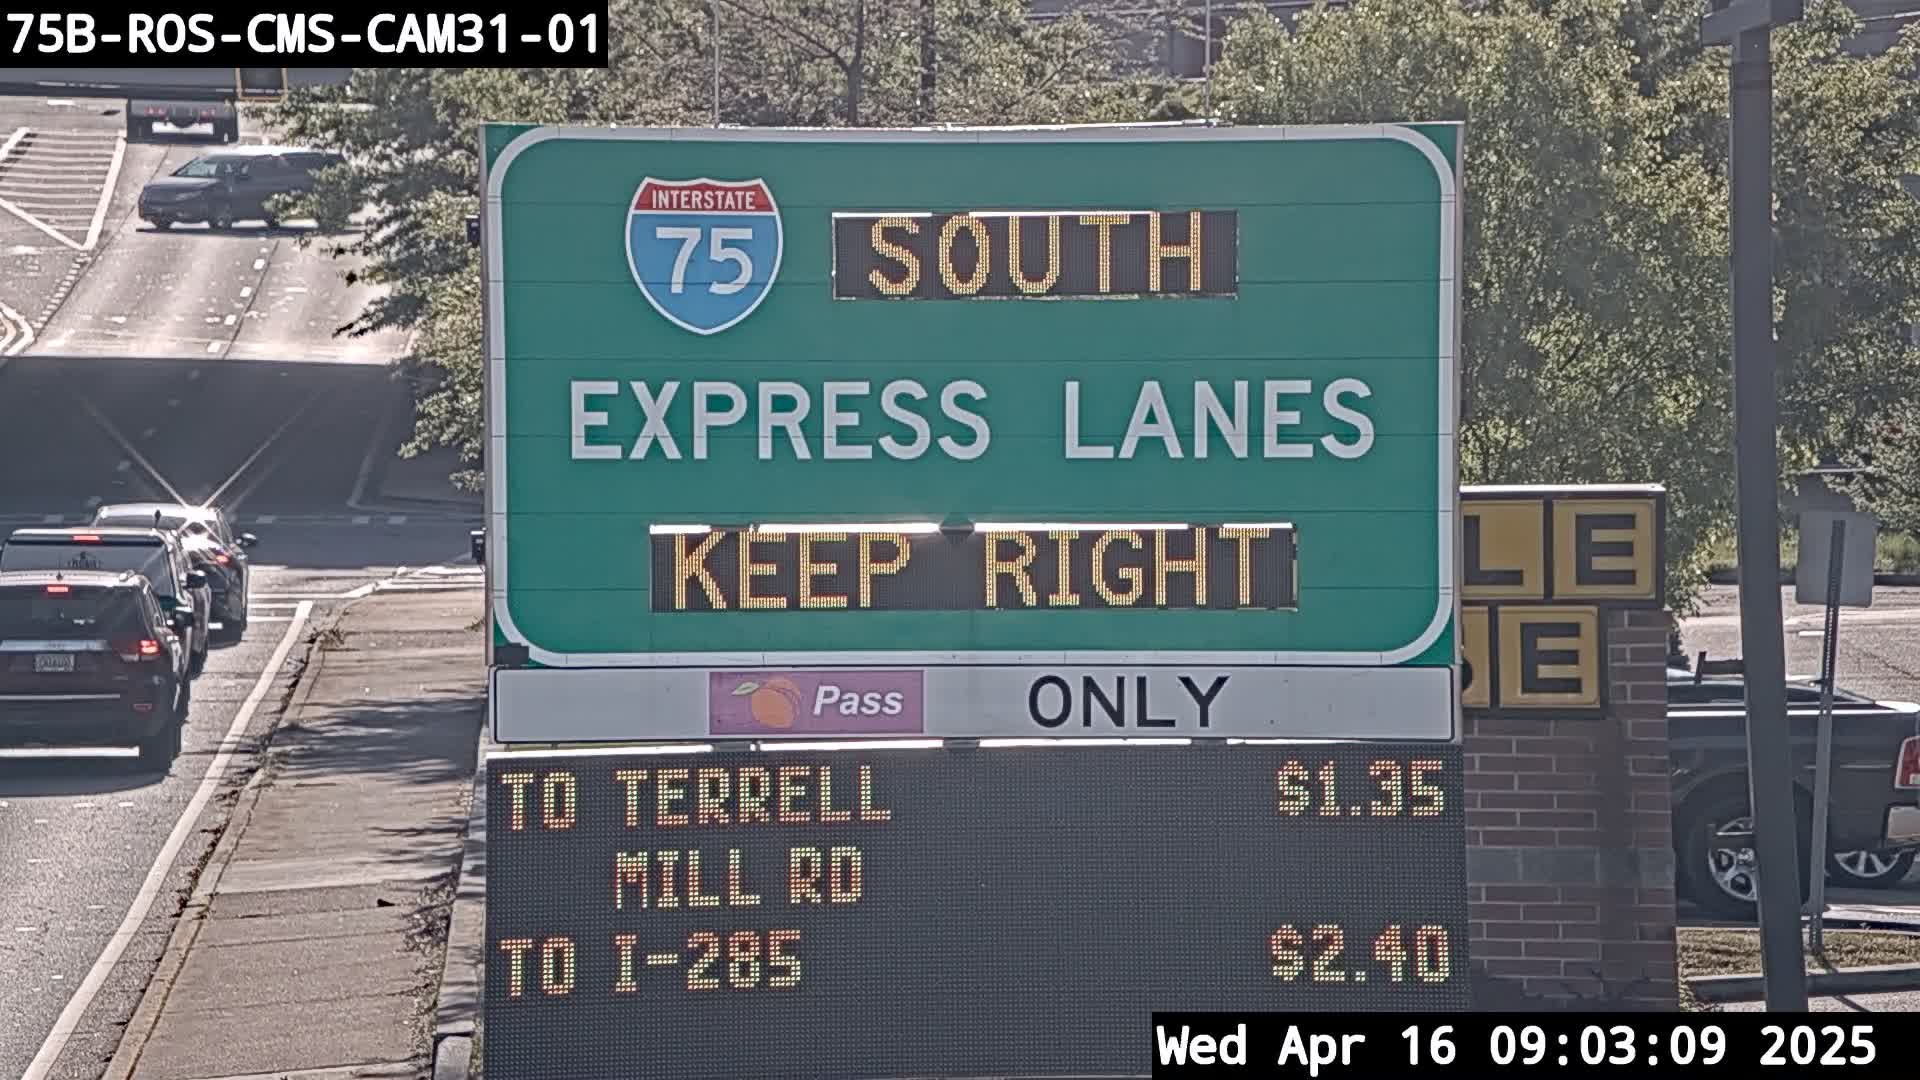 75B-ROS-CMS-CAM31-01
INTERSTATE
75
SOUTH
EXPRESS LANES
KEEP RIGHT
LE
E
Pass ONLY
TO TERRELL $1.35
MILL RD
TO I-285 $2.40
Wed Apr 16 09:03:09 2025